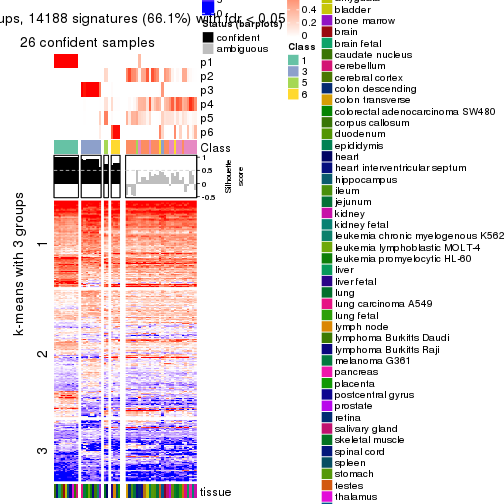 ups, 14188 signatures (66.1%) with fdr < 0.05
26 confident samples
p1
p2
p3
p4
p5
p6
Class
1
0.5
0
-0.5
Silhouette
score
k-means with 3 groups
1
2
3
tissue
0
Status (barplots)
confident
ambiguous
0.4
0.2
0
Class
1
3
5
6
bladder
bone marrow
brain
brain fetal
caudate nucleus
cerebellum
cerebral cortex
colon descending
colon transverse
colorectal adenocarcinoma SW480
corpus callosum
duodenum
epididymis
heart
heart interventricular septum
hippocampus
ileum
jejunum
kidney
kidney fetal
leukemia chronic myelogenous K562
leukemia lymphoblastic MOLT-4
leukemia promyelocytic HL-60
liver
liver fetal
lung
lung carcinoma A549
lung fetal
lymph node
lymphoma Burkitts Daudi
lymphoma Burkitts Raji
melanoma G361
pancreas
placenta
postcentral gyrus
prostate
retina
salivary gland
skeletal muscle
spinal cord
spleen
stomach
testes
thalamus